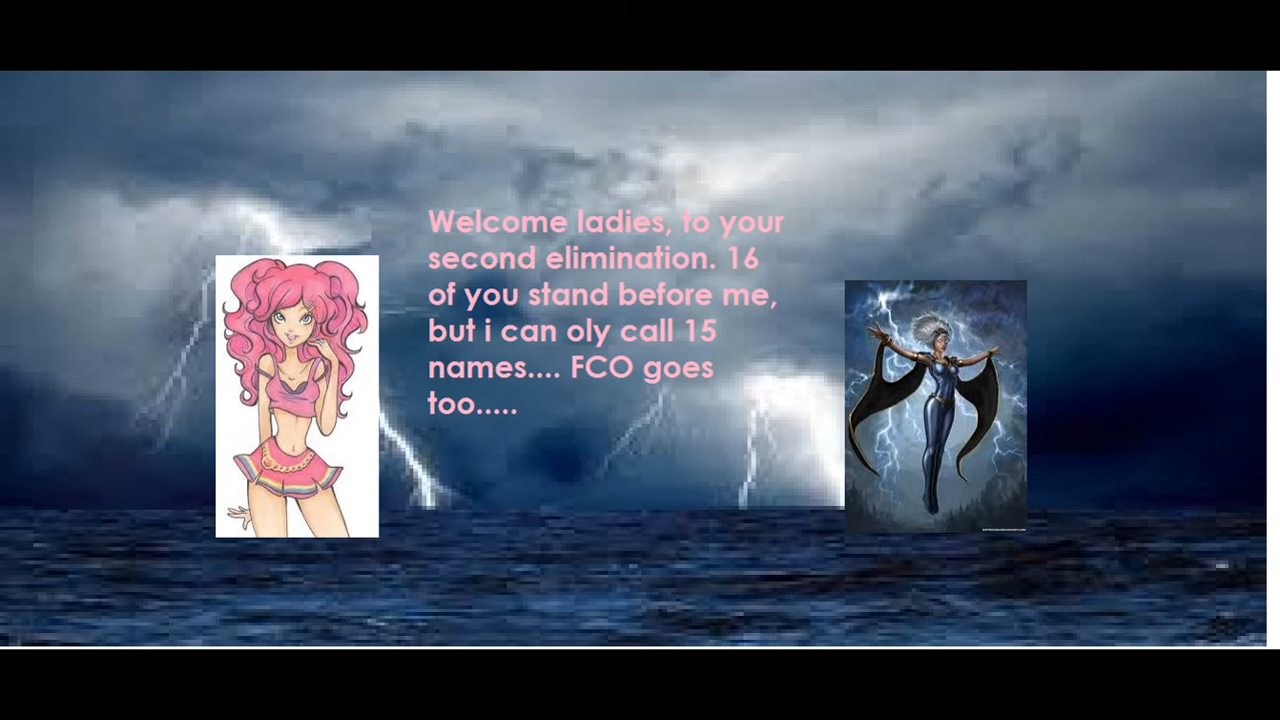 Welcome ladies, to your
second elimination. 16
of you stand before me,
but i can oly call 15
names.... FCO goes
too.....